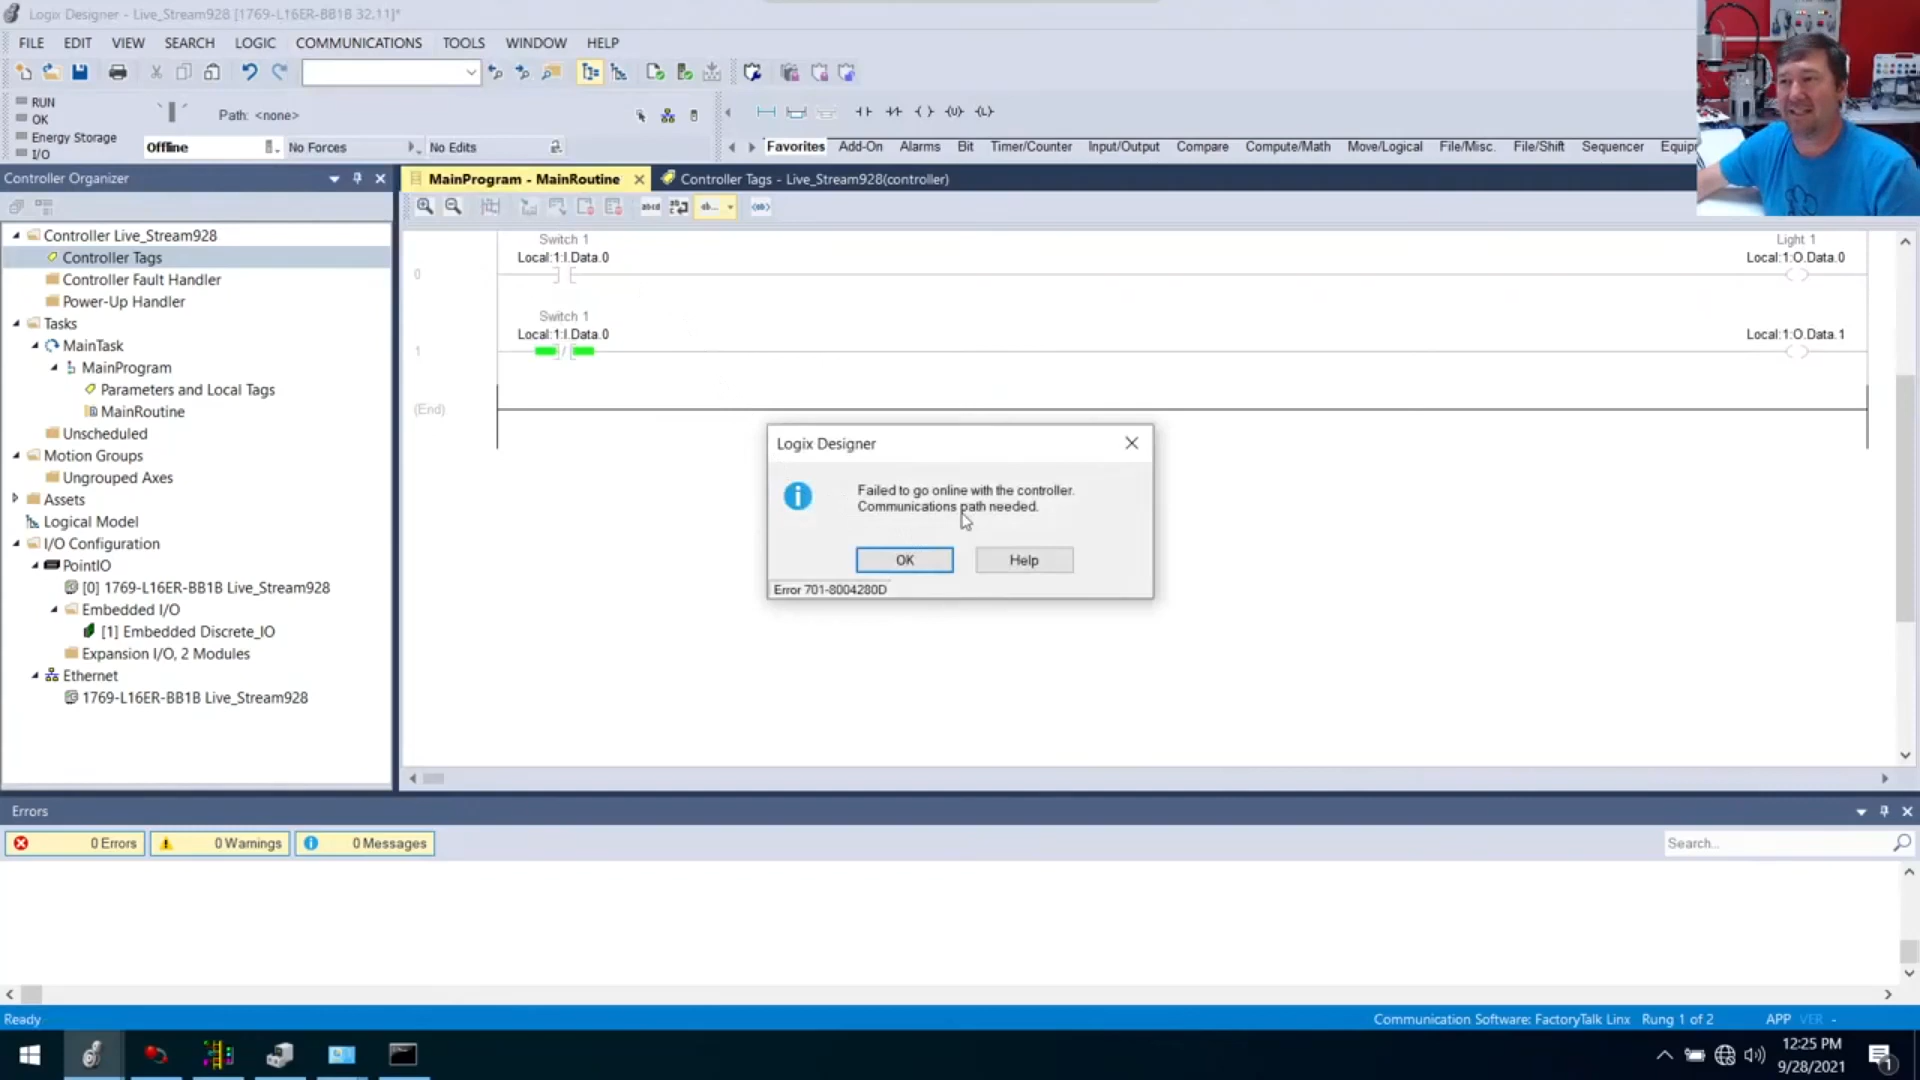 Logix Designer - Live_Stream928 [1769-L16ER-BB1B 32.11]*
FILE EDIT VIEW SEARCH LOGIC COMMUNICATIONS TOOLS WINDOW HELP
RUN
OK
Energy Storage
I/O
Path: <none>
Offline
No Forces
No Edits
Favorites Add-On Alarms Bit Timer/Counter Input/Output Compare Compute/Math Move/Logical File/Misc. File/Shift Sequencer Equip
Controller Organizer
MainProgram - MainRoutine
Controller Tags - Live_Stream928(controller)
Controller Live_Stream928
Controller Tags
Controller Fault Handler
Power-Up Handler
Tasks
MainTask
MainProgram
Parameters and Local Tags
MainRoutine
Unscheduled
Motion Groups
Ungrouped Axes
Assets
Logical Model
I/O Configuration
PointIO
[0] 1769-L16ER-BB1B Live_Stream928
Embedded I/O
[1] Embedded Discrete_IO
Expansion I/O, 2 Modules
Ethernet
1769-L16ER-BB1B Live_Stream928
Switch 1
Local:1:I.Data.0
Light 1
Local:1:O.Data.0
0
Switch 1
Local:1:I.Data.0
Local:1:O.Data.1
1
(End)
Logix Designer
Failed to go online with the controller.
Communications path needed.
OK
Help
Error 701-8004280D
Errors
0 Errors
0 Warnings
0 Messages
Search...
Ready
Communication Software: FactoryTalk Linx Rung 1 of 2 APP VER -
12:25 PM
9/28/2021
1